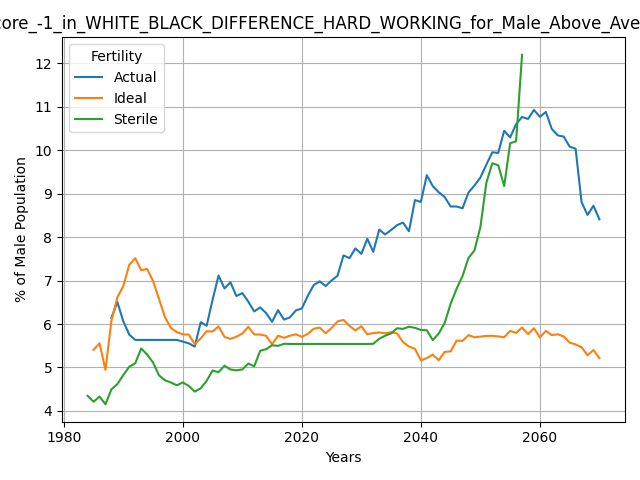 core_-1_in_WHITE_BLACK_DIFFERENCE_HARD_WORKING_for_Male_Above_Ave
Fertility
Actual
Ideal
Sterile
% of Male Population
12
11
10
9
8
7
6
5
4
1980
2000
2020
2040
2060
Years